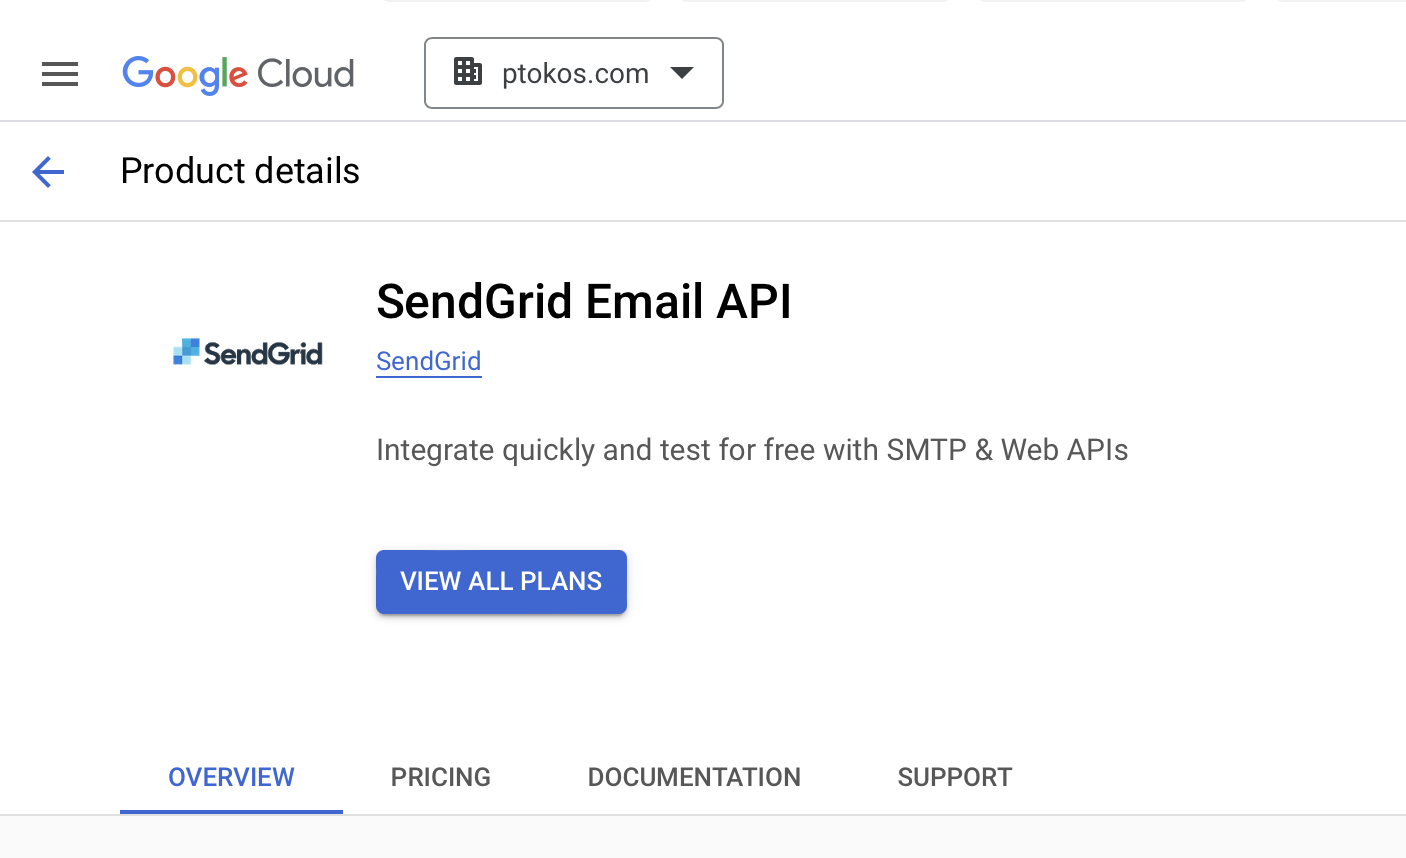 Google Cloud
ptokos.com
Product details
SendGrid Email API
SendGrid
SendGrid
Integrate quickly and test for free with SMTP & Web APIs
VIEW ALL PLANS
OVERVIEW PRICING DOCUMENTATION SUPPORT